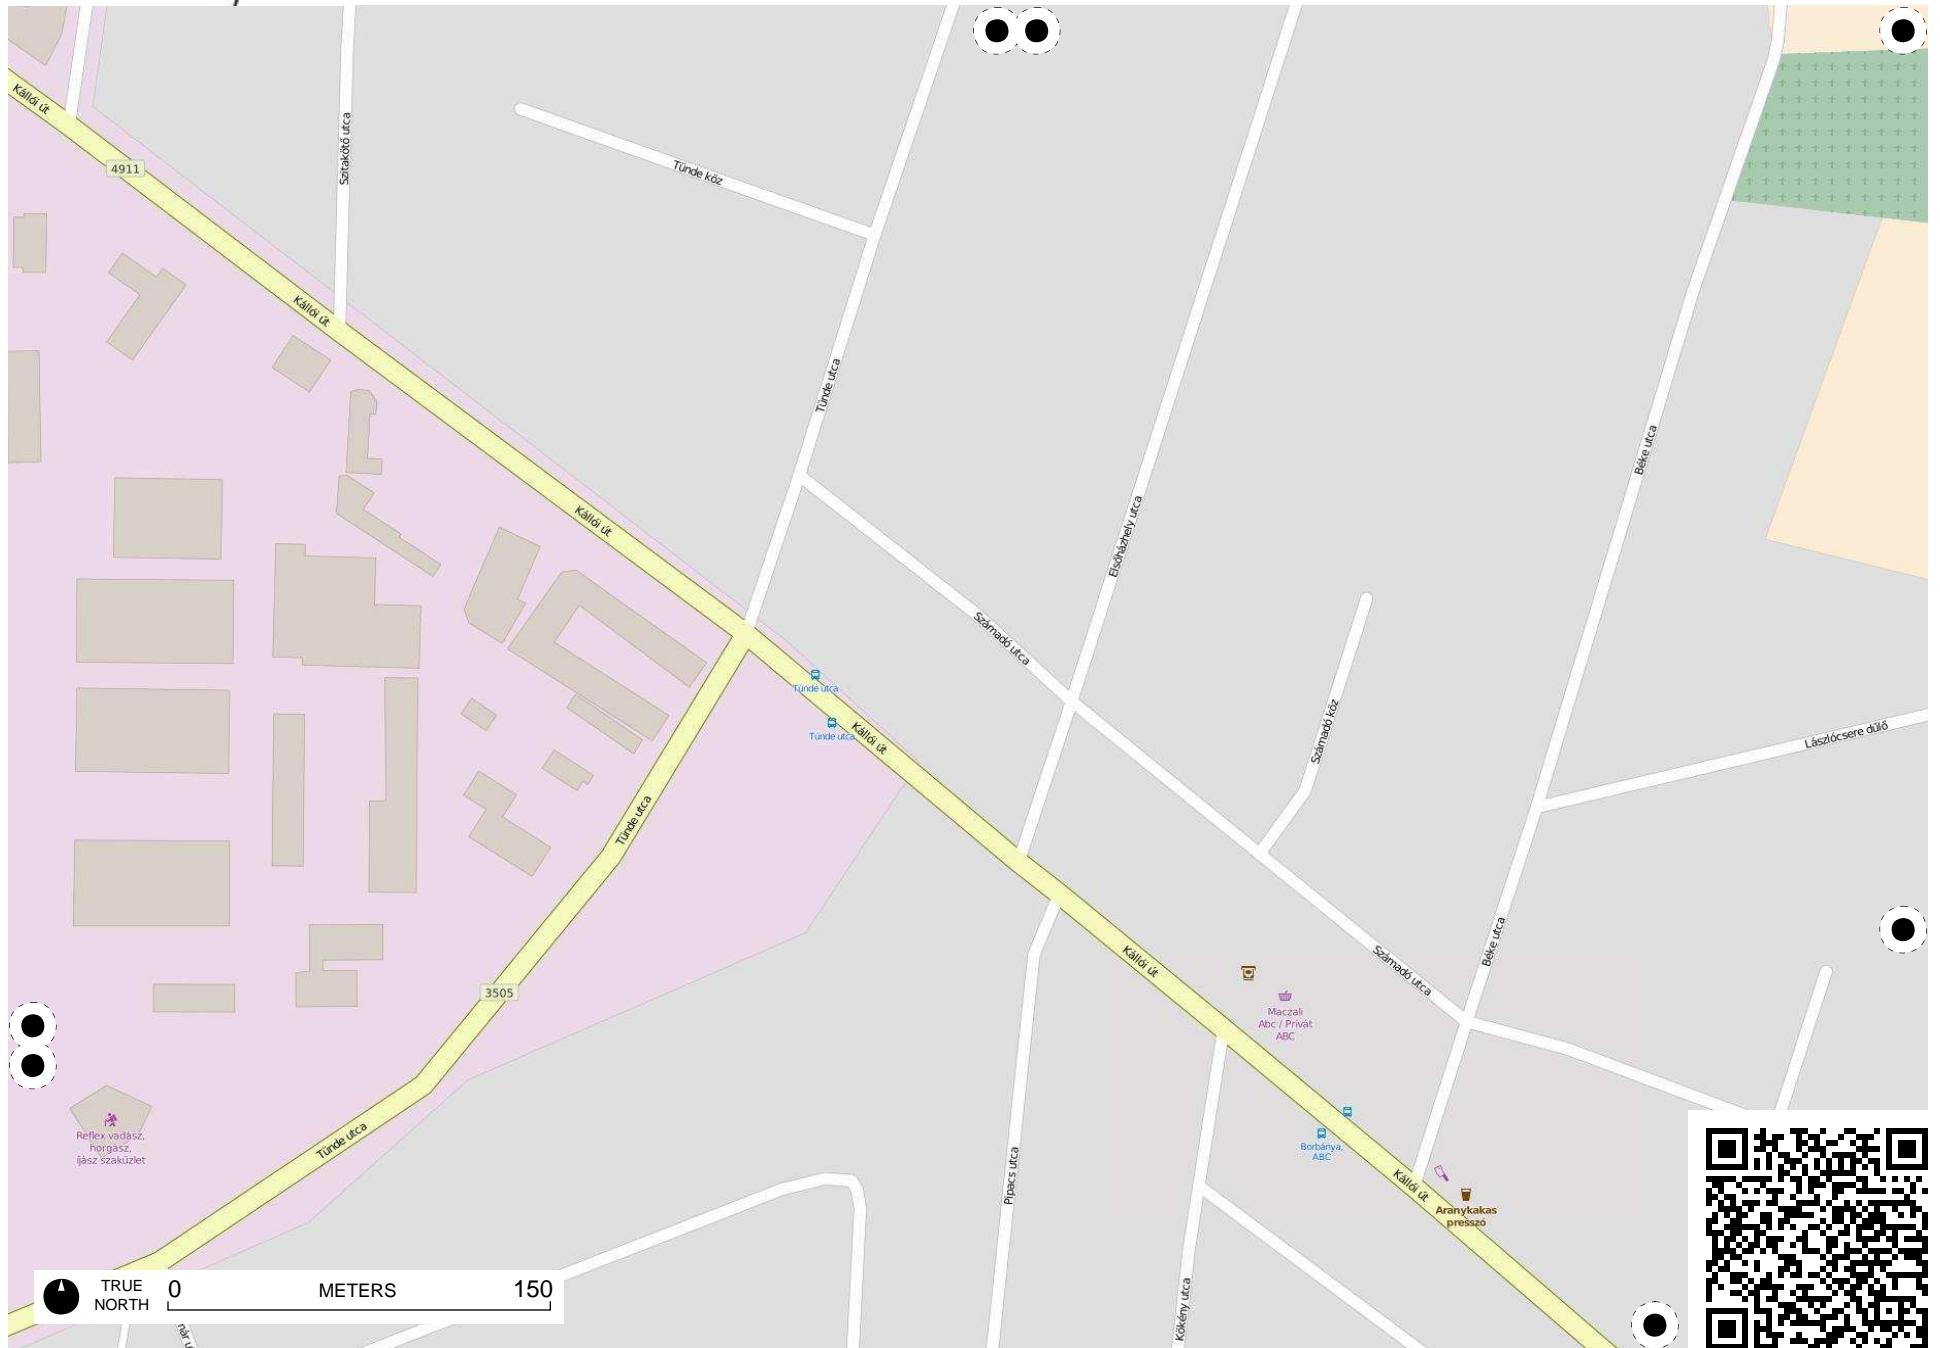 Kállói út
4911
Szitakötő utca
Tünde köz
Kállói út
Tünde utca
Béke utca
Kállói út
Elsőházhely utca
Számadó utca
Tünde utca
Tünde utca
Kállói út
Számadó köz
Lászlócsere dűlő
Tünde utca
Béke utca
Kállói út
Számadó utca
3505
Maczali
Abc / Privát
ABC
Reflex vadász,
horgász,
íjász szaküzlet
Tünde utca
Borbánya,
ABC
Pipacs utca
Kállói út
Aranykakas
presszó
Kökény utca
TRUE
NORTH
0 METERS 150